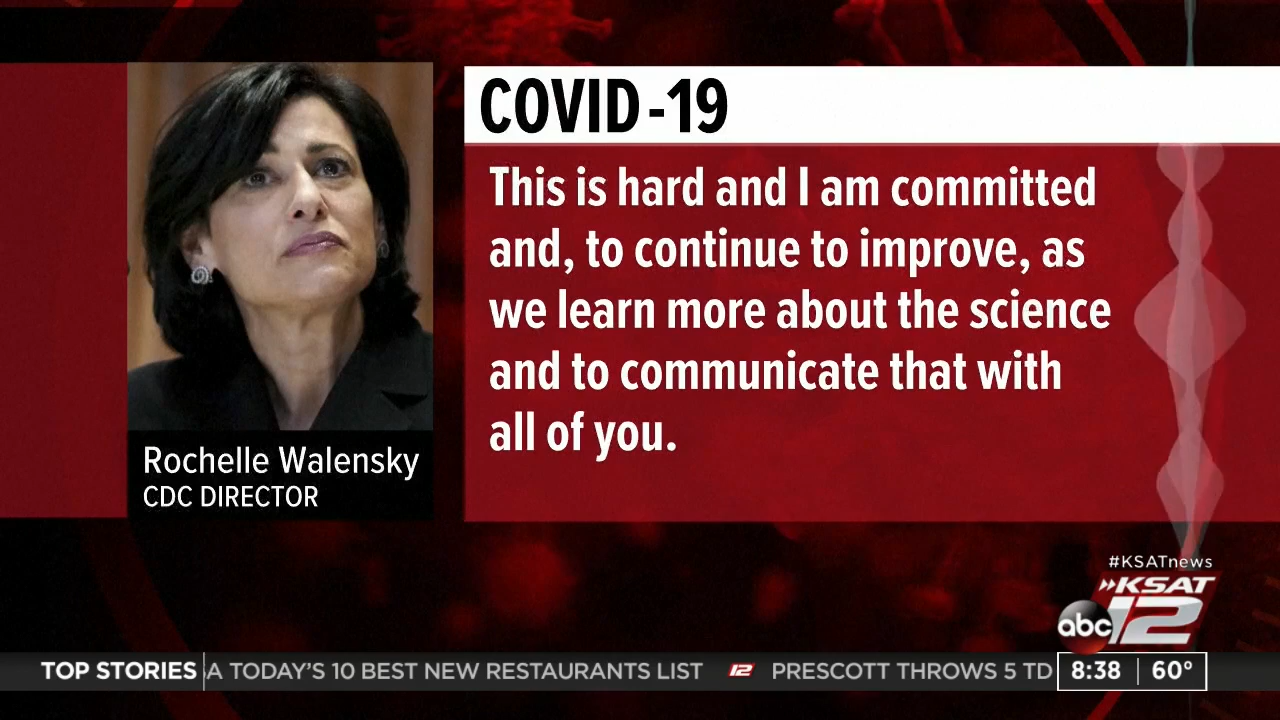 COVID-19
This is hard and I am committed
and, to continue to improve, as
we learn more about the science
and to communicate that with
all of you.
Rochelle Walensky
CDC DIRECTOR
#KSATnews
KSAT
abc 12
TOP STORIES A TODAY'S 10 BEST NEW RESTAURANTS LIST 12 PRESCOTT THROWS 5 TD 8:38 60°